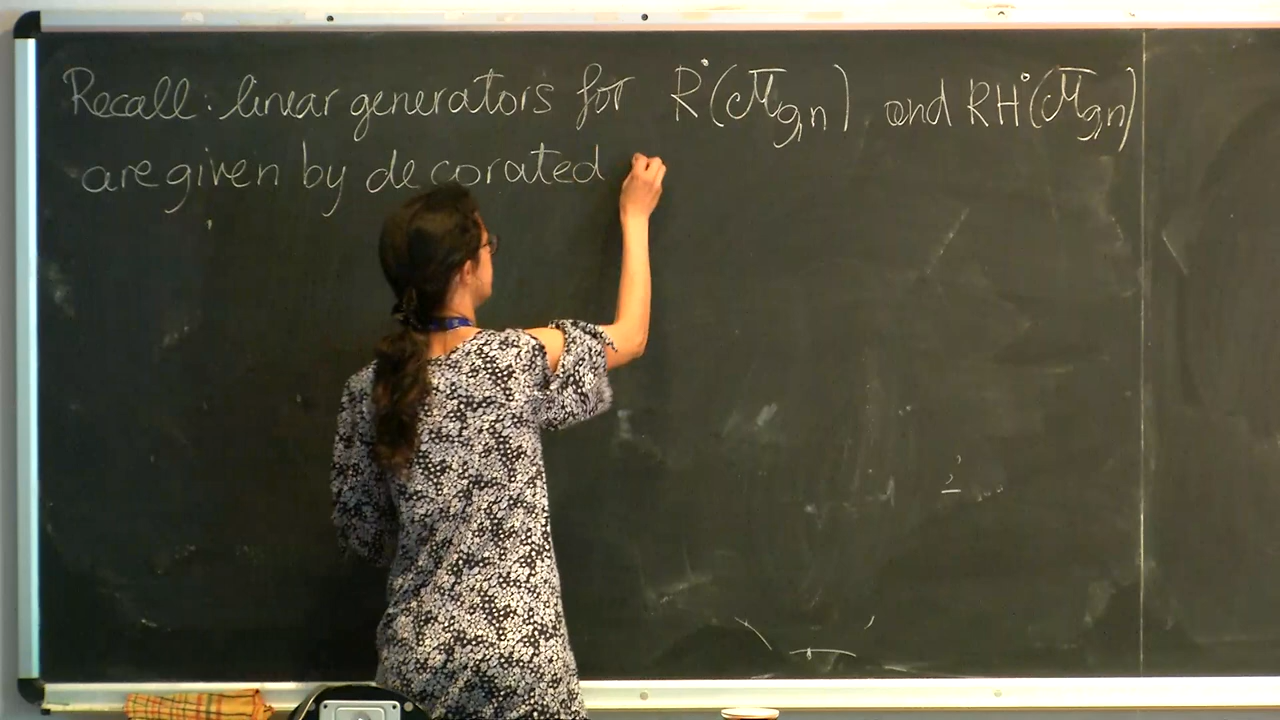 Recall: linear generators for R˙(M̅g,n) and RH˙(M̅g,n)
are given by decorated